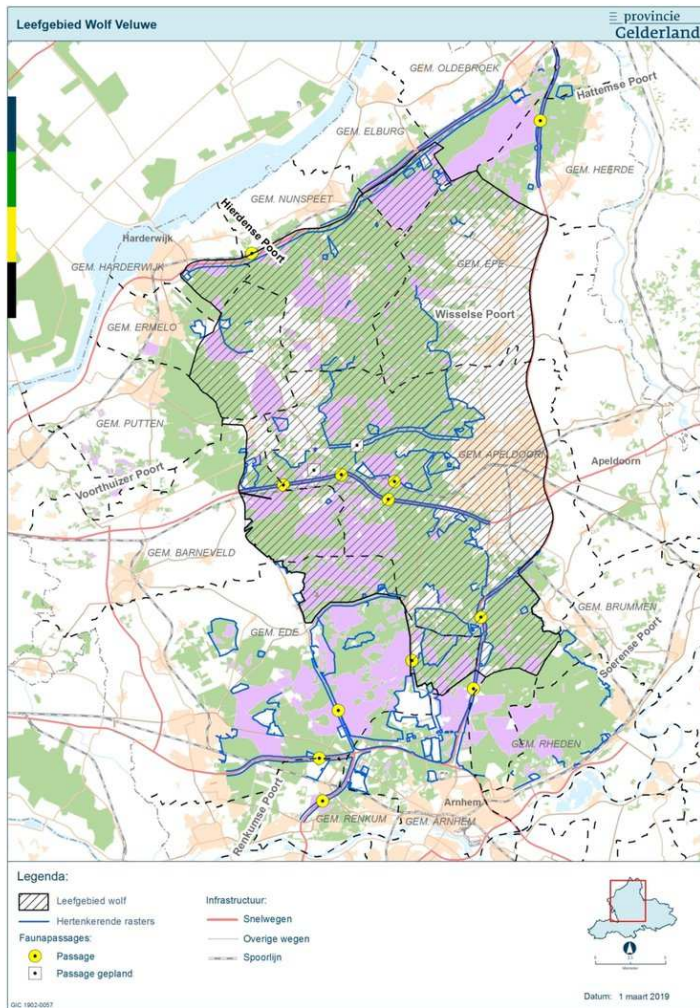 Leefgebied Wolf Veluwe
provincie
Gelderland
GEM. OLDEBROEK
Hattemse Poort
GEM. ELBURG
GEM. HEERDE
GEM. NUNSPEET
Hierdense Poort
Harderwijk
GEM. HARDERWIJK
GEM. EPE
GEM. ERMELO
Wisselse Poort
GEM. PUTTEN
GEM. APELDOORN
Apeldoorn
Voorthuizer Poort
GEM. BARNEVELD
GEM. BRUMMEN
GEM. EDE
Soerense Poort
GEM. RHEDEN
Renkumse Poort
Arnhem
GEM. RENKUM
GEM. ARNHEM
Legenda:
Leefgebied wolf
Hertenkerende rasters
Faunapassages:
Passage
Passage gepland
Infrastructuur:
Snelwegen
Overige wegen
Spoorlijn
Datum: 1 maart 2019
GIC 1902-0057